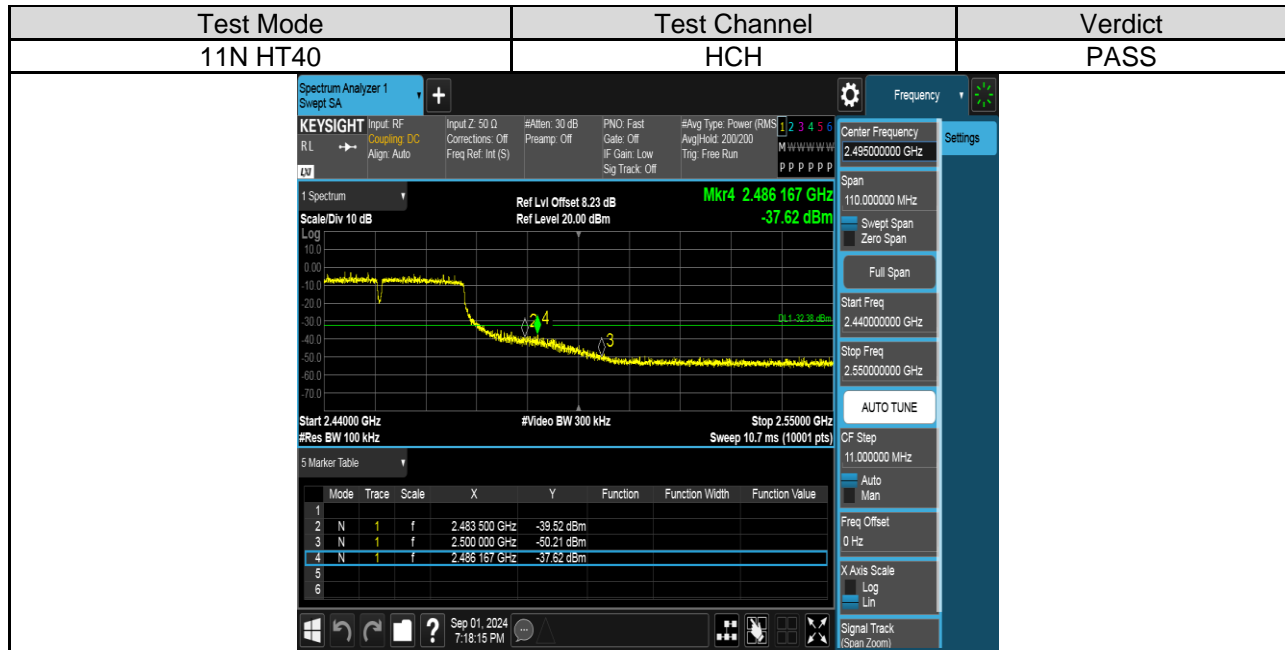 Test Mode Test Channel Verdict
11N HT40 HCH PASS
Spectrum Analyzer 1
Swept SA
+
Frequency
KEYSIGHT
RL
LXI
Input: RF
Coupling: DC
Align: Auto
Input Z: 50 Ω
Corrections: Off
Freq Ref: Int (S)
#Atten: 30 dB
Preamp: Off
PNO: Fast
Gate: Off
IF Gain: Low
Sig Track: Off
#Avg Type: Power (RMS
Avg|Hold: 200/200
Trig: Free Run
1 2 3 4 5 6
M W W W W W
P P P P P P
1 Spectrum
Scale/Div 10 dB
Ref Lvl Offset 8.23 dB
Ref Level 20.00 dBm
Mkr4 2.486 167 GHz
-37.62 dBm
Log
10.0
0.00
-10.0
-20.0
-30.0
-40.0
-50.0
-60.0
-70.0
2 4
3
DL1 -32.38 dBm
Start 2.44000 GHz #Video BW 300 kHz Stop 2.55000 GHz
#Res BW 100 kHz Sweep 10.7 ms (10001 pts)
5 Marker Table
Mode Trace Scale X Y Function Function Width Function Value
1
2 N 1 f 2.483 500 GHz -39.52 dBm
3 N 1 f 2.500 000 GHz -50.21 dBm
4 N 1 f 2.486 167 GHz -37.62 dBm
5
6
?
Sep 01, 2024
7:18:15 PM
Center Frequency
2.495000000 GHz
Settings
Span
110.000000 MHz
Swept Span
Zero Span
Full Span
Start Freq
2.440000000 GHz
Stop Freq
2.550000000 GHz
AUTO TUNE
CF Step
11.000000 MHz
Auto
Man
Freq Offset
0 Hz
X Axis Scale
Log
Lin
Signal Track
(Span Zoom)